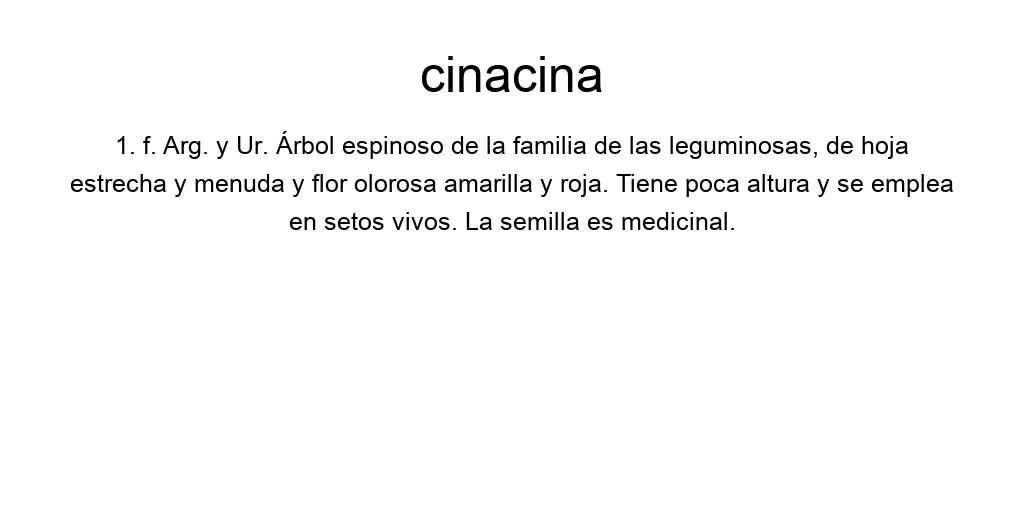 cinacina
1. f. Arg. y Ur. Árbol espinoso de la familia de las leguminosas, de hoja
estrecha y menuda y flor olorosa amarilla y roja. Tiene poca altura y se emplea
en setos vivos. La semilla es medicinal.